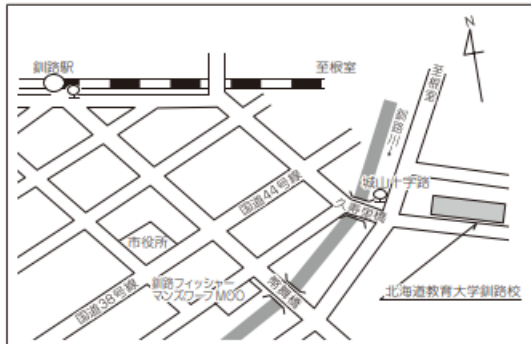 N
釧路駅
至根室
至釧路
釧路川
城山十字路
国道44号線
久寿里橋
市役所
釧路フィッシャー
マンズワーフMOO
幣舞橋
国道38号線
北海道教育大学釧路校